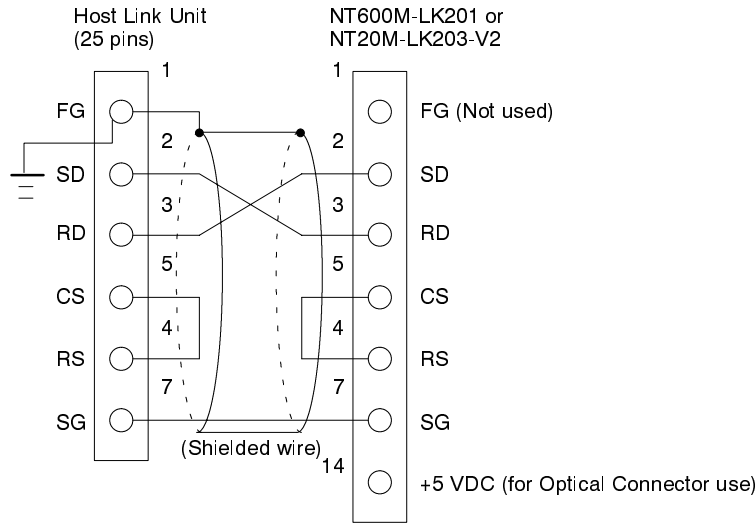 Host Link Unit
(25 pins)
NT600M-LK201 or
NT20M-LK203-V2
1
1
FG
FG (Not used)
2
2
SD
SD
3
3
RD
RD
5
5
CS
CS
4
4
RS
RS
7
7
SG
SG
(Shielded wire)
14
+5 VDC (for Optical Connector use)